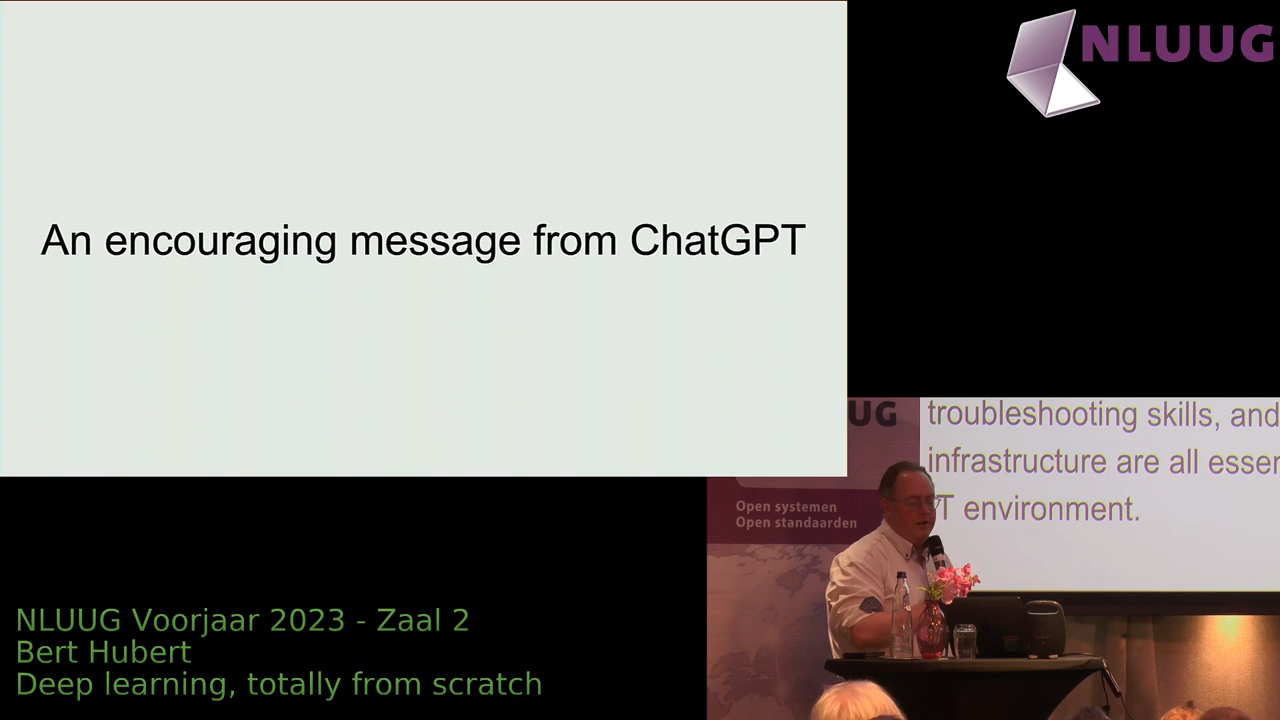 An encouraging message from ChatGPT
NLUUG
UG
troubleshooting skills, and
infrastructure are all esser
IT environment.
Open systemen
Open standaarden
NLUUG Voorjaar 2023 - Zaal 2
Bert Hubert
Deep learning, totally from scratch